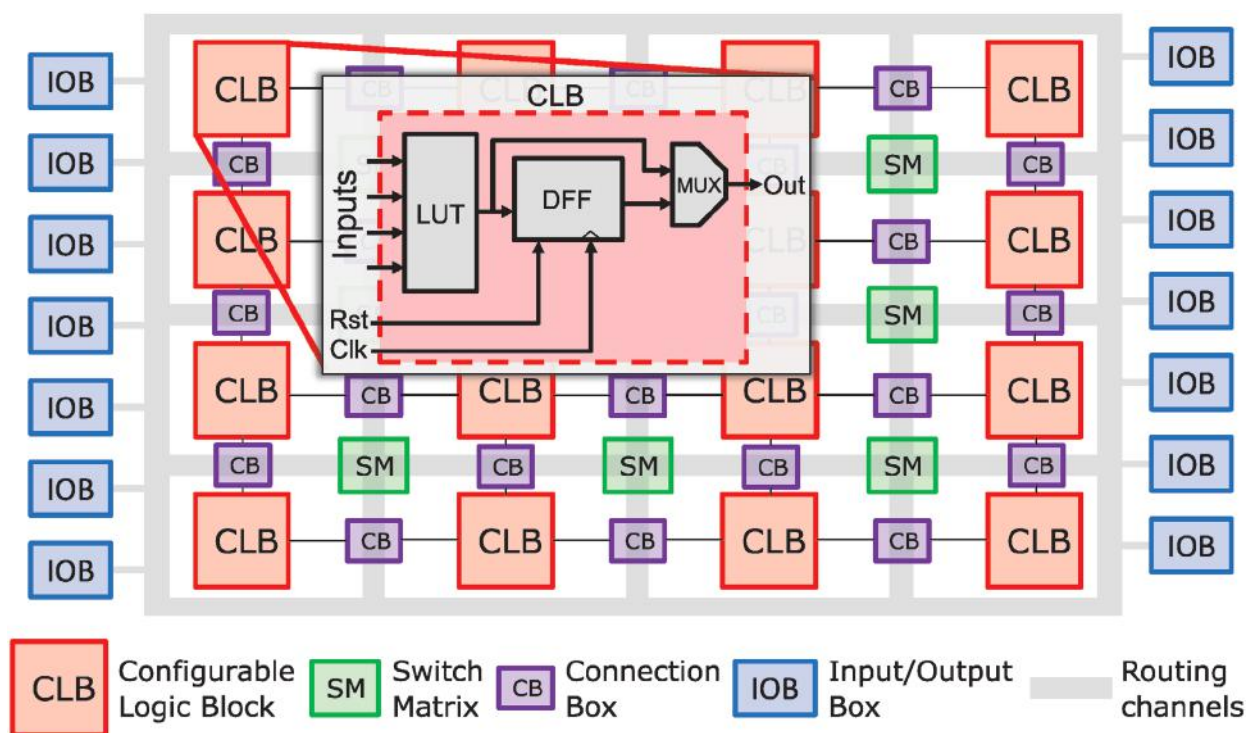 IOB CLB CB CLB CB CLB CB CLB IOB
CLB
IOB CB SM CB IOB
Inputs
LUT
DFF
MUX
Out
IOB CLB CB CLB IOB
Rst
Clk
IOB CB SM CB IOB
IOB CLB CB CLB CB CLB CB CLB IOB
IOB CB SM CB SM CB SM CB IOB
IOB CLB CB CLB CB CLB CB CLB IOB
CLB
Configurable
Logic Block
SM
Switch
Matrix
CB
Connection
Box
IOB
Input/Output
Box
Routing
channels